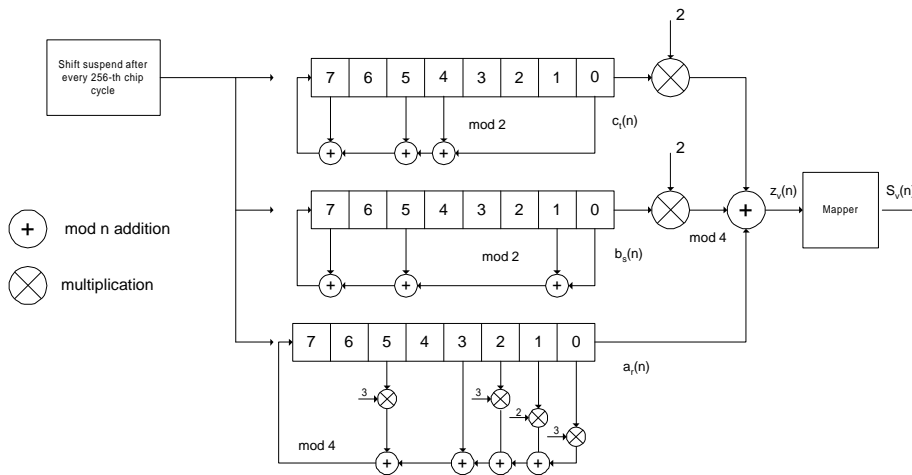 2
Shift suspend after
every 256-th chip
cycle
7 6 5 4 3 2 1 0
mod 2
c_t(n)
+ + +
2
7 6 5 4 3 2 1 0
mod 2
b_s(n)
+ + +
mod 4
+
z_v(n)
Mapper
S_v(n)
+ mod n addition
multiplication
7 6 5 4 3 2 1 0
a_r(n)
3 3
2
3
mod 4
+ + + +